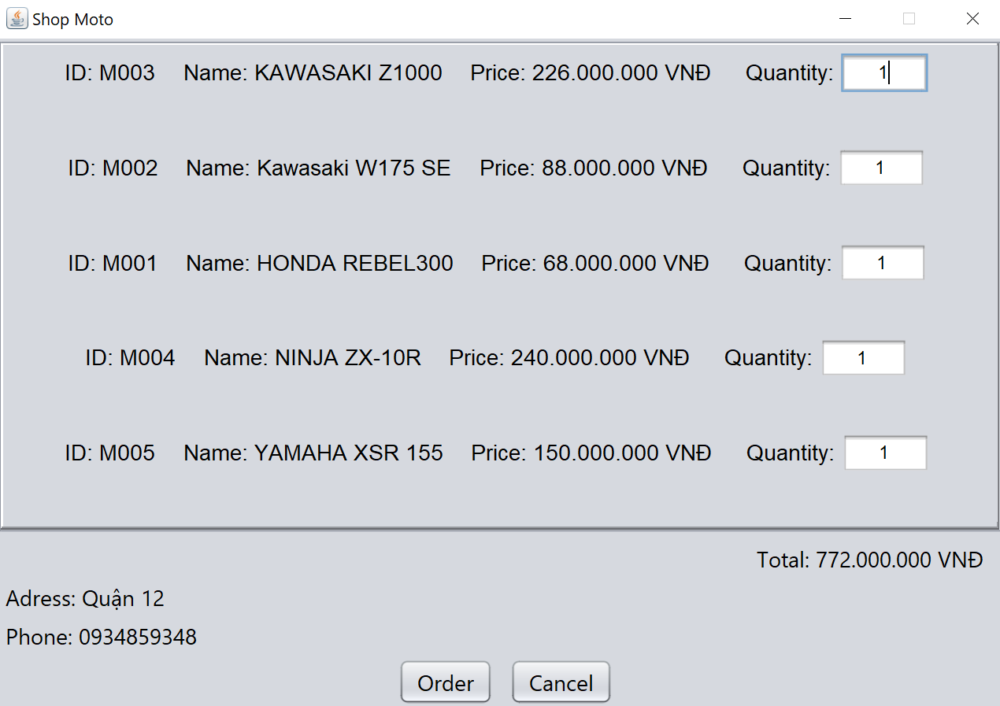 Shop Moto
ID: M003 Name: KAWASAKI Z1000 Price: 226.000.000 VNĐ Quantity: 1
ID: M002 Name: Kawasaki W175 SE Price: 88.000.000 VNĐ Quantity: 1
ID: M001 Name: HONDA REBEL300 Price: 68.000.000 VNĐ Quantity: 1
ID: M004 Name: NINJA ZX-10R Price: 240.000.000 VNĐ Quantity: 1
ID: M005 Name: YAMAHA XSR 155 Price: 150.000.000 VNĐ Quantity: 1
Total: 772.000.000 VNĐ
Adress: Quận 12
Phone: 0934859348
Order Cancel